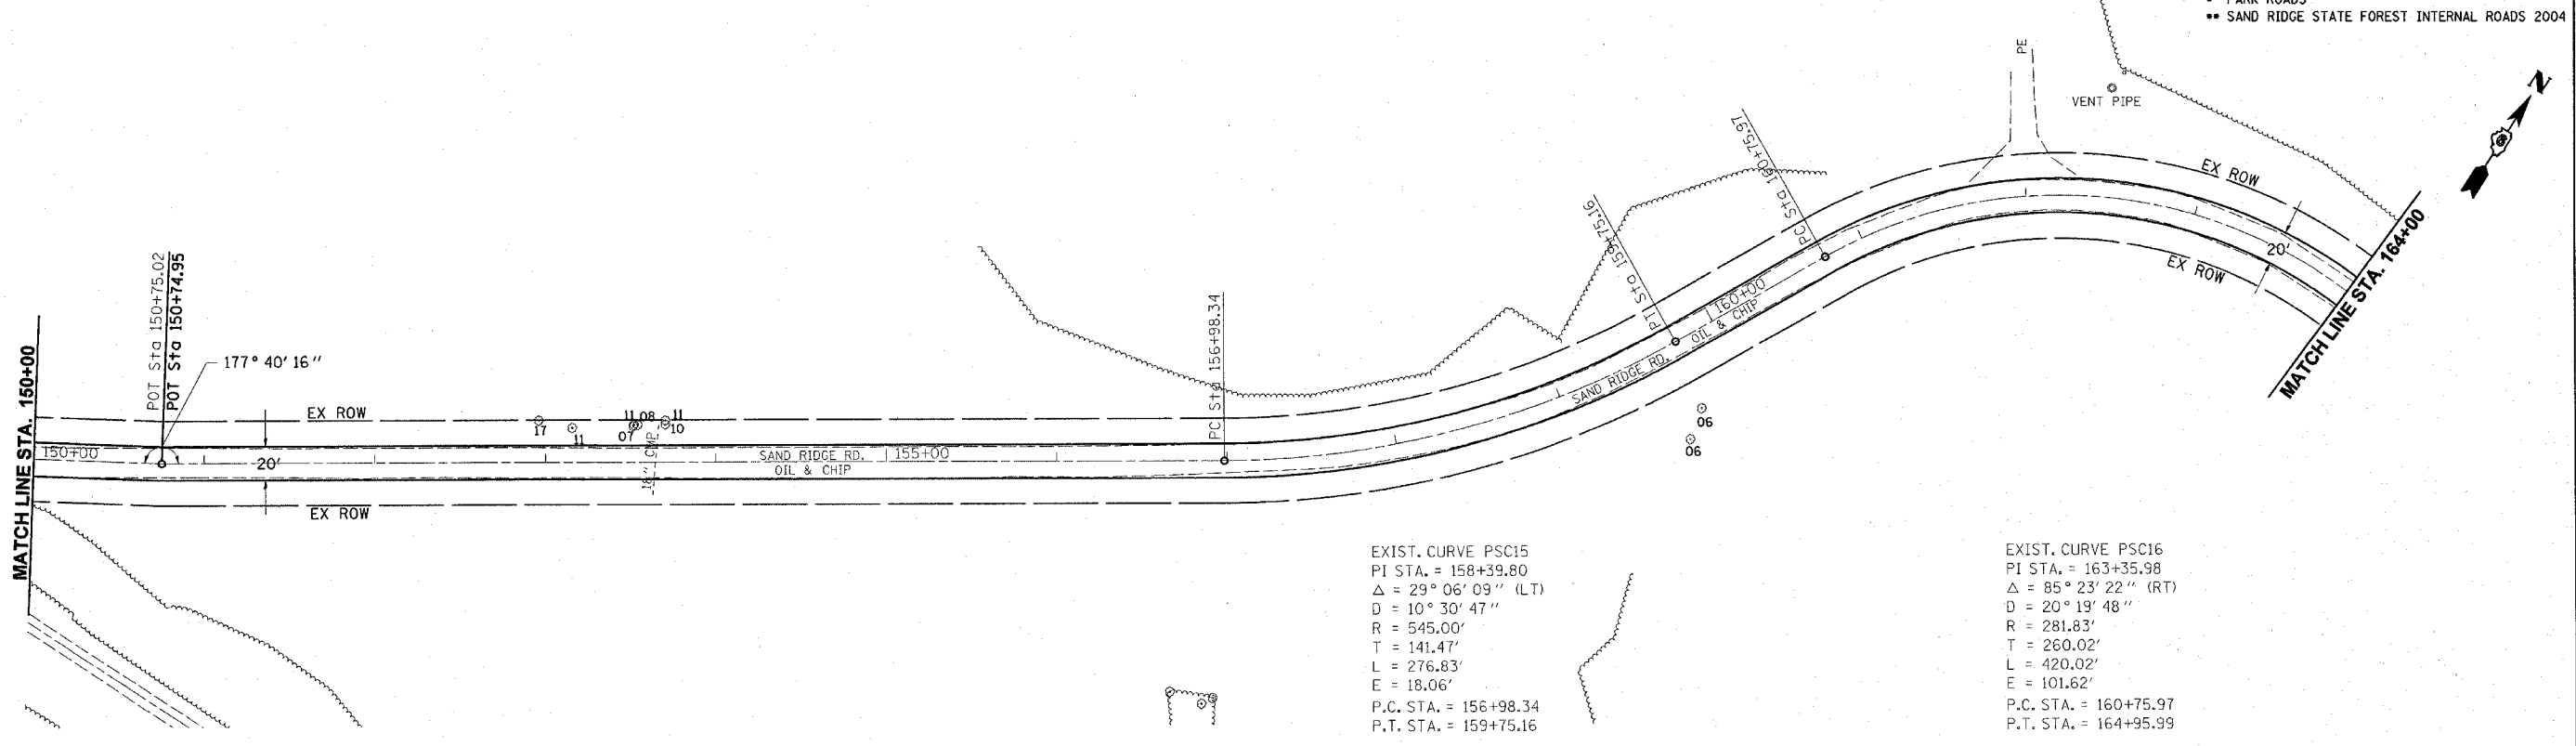 •• SAND RIDGE STATE FOREST INTERNAL ROADS 2004
N
PE
VENT PIPE
EX ROW
20'
EX ROW
MATCH LINE STA. 164+00
PC Sta 160+75.97
PT Sta 159+75.16
160+00
SAND RIDGE RD.
OIL & CHIP
06
06
PC Sta 156+98.34
MATCH LINE STA. 150+00
POT Sta 150+75.02
POT Sta 150+74.95
177° 40' 16"
EX ROW
17
11
11 08
07
11
10
18" CMP
150+00
20'
SAND RIDGE RD.
OIL & CHIP
155+00
EX ROW
EXIST. CURVE PSC15
PI STA. = 158+39.80
Δ = 29° 06' 09" (LT)
D = 10° 30' 47"
R = 545.00'
T = 141.47'
L = 276.83'
E = 18.06'
P.C. STA. = 156+98.34
P.T. STA. = 159+75.16
EXIST. CURVE PSC16
PI STA. = 163+35.98
Δ = 85° 23' 22" (RT)
D = 20° 19' 48"
R = 281.83'
T = 260.02'
L = 420.02'
E = 101.62'
P.C. STA. = 160+75.97
P.T. STA. = 164+95.99